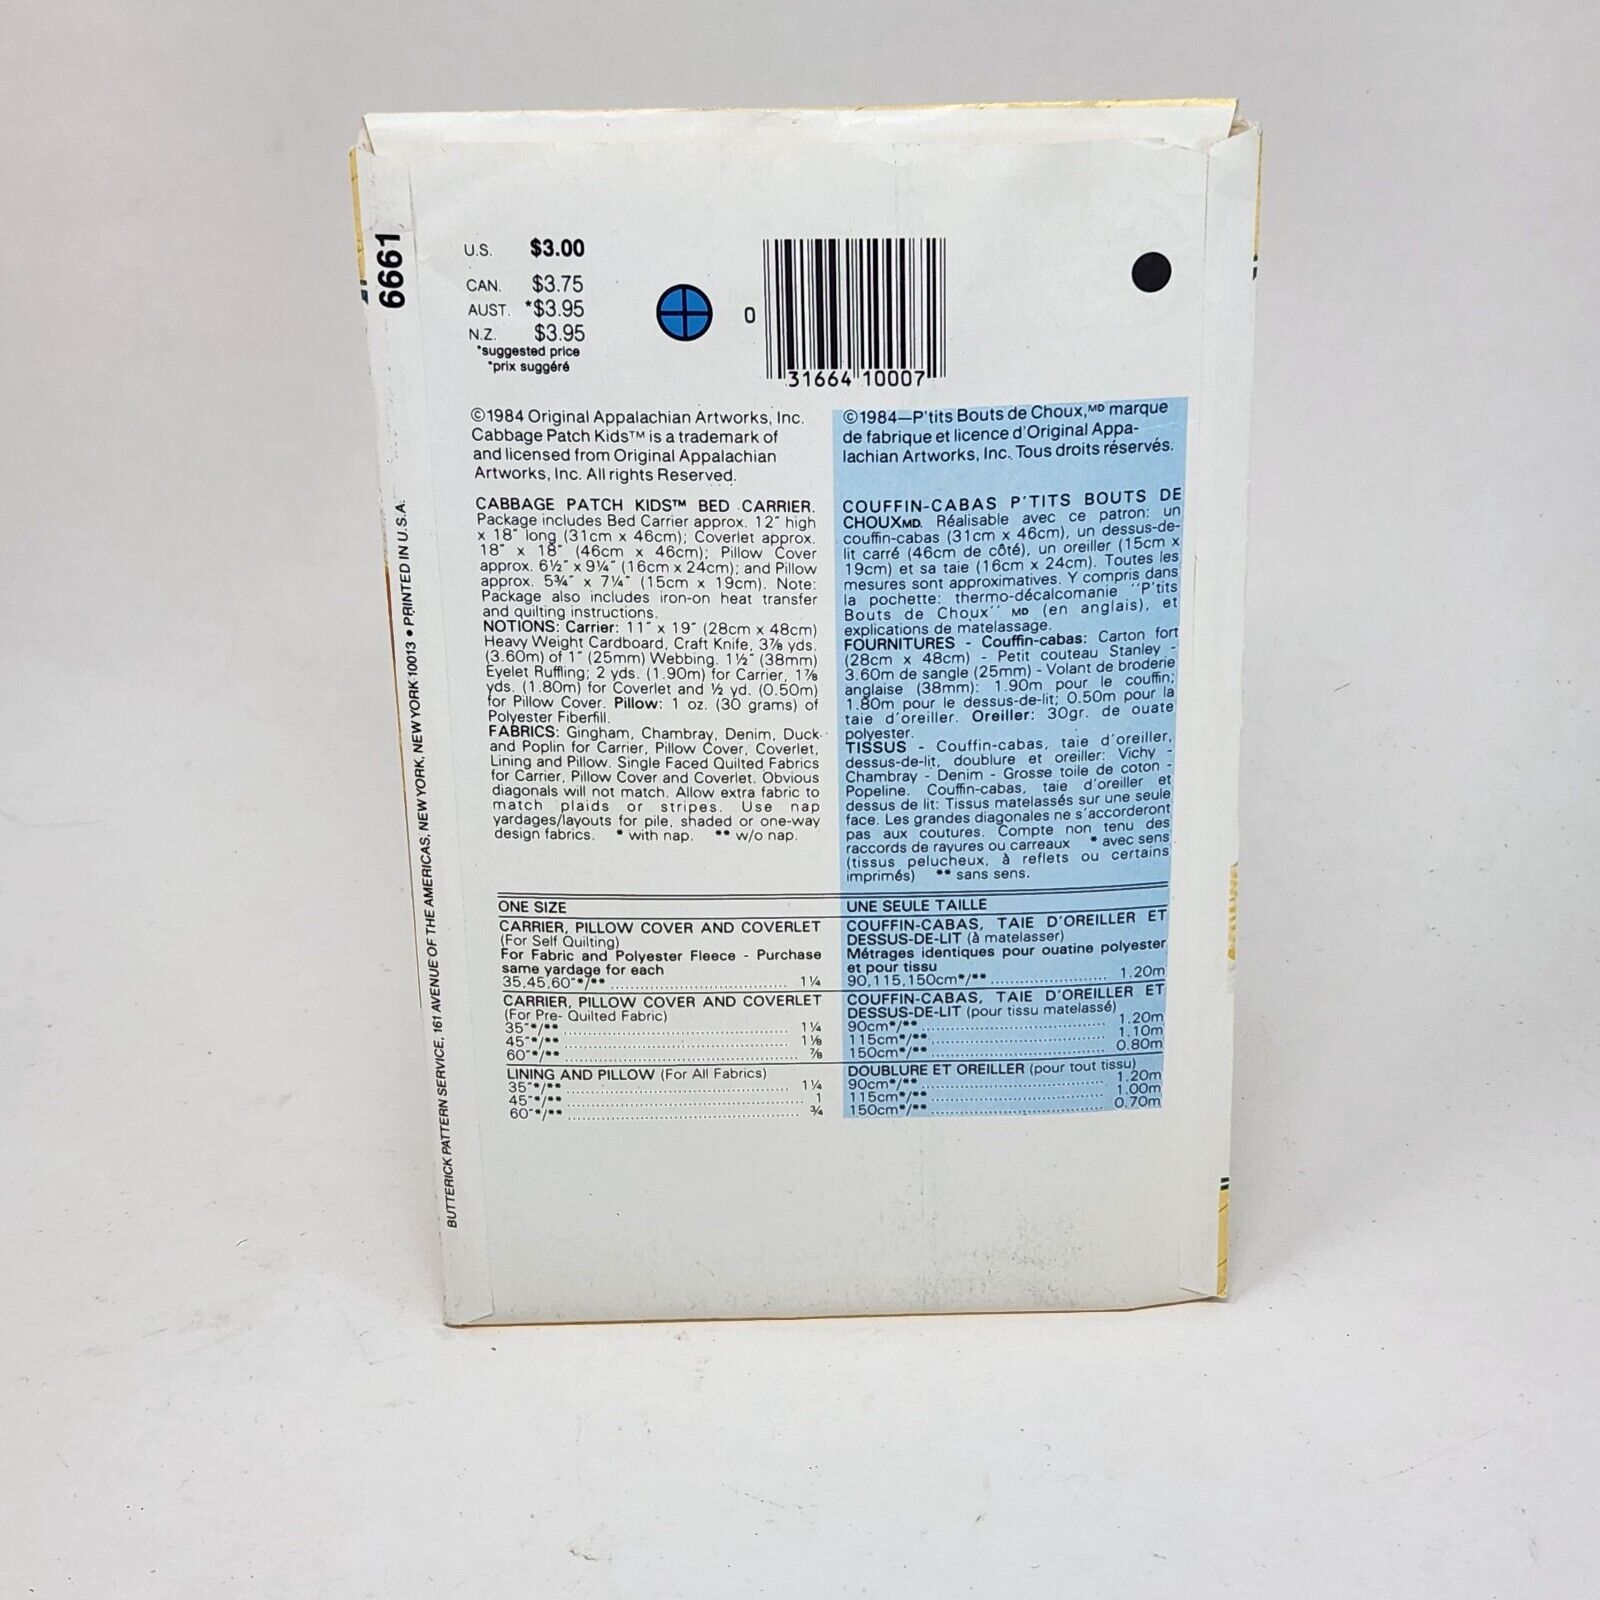 6661
U.S. $3.00
CAN. $3.75
AUST. *$3.95
N.Z. $3.95
*suggested price
*prix suggéré
0
31664 10007
©1984 Original Appalachian Artworks, Inc.
Cabbage Patch Kids™ is a trademark of
and licensed from Original Appalachian
Artworks, Inc. All rights Reserved.
CABBAGE PATCH KIDS™ BED CARRIER.
Package includes Bed Carrier approx. 12" high
x 18" long (31cm x 46cm); Coverlet approx.
18" x 18" (46cm x 46cm); Pillow Cover
approx. 6½" x 9¼" (16cm x 24cm); and Pillow
approx. 5¾" x 7¼" (15cm x 19cm). Note:
Package also includes iron-on heat transfer
and quilting instructions.
NOTIONS: Carrier: 11" x 19" (28cm x 48cm)
Heavy Weight Cardboard, Craft Knife, 3⅞ yds.
(3.60m) of 1" (25mm) Webbing. 1½" (38mm)
Eyelet Ruffling; 2 yds. (1.90m) for Carrier, 1⅞
yds. (1.80m) for Coverlet and ½ yd. (0.50m)
for Pillow Cover. Pillow: 1 oz. (30 grams) of
Polyester Fiberfill.
FABRICS: Gingham, Chambray, Denim, Duck
and Poplin for Carrier, Pillow Cover, Coverlet,
Lining and Pillow. Single Faced Quilted Fabrics
for Carrier, Pillow Cover and Coverlet. Obvious
diagonals will not match. Allow extra fabric to
match plaids or stripes. Use nap
yardages/layouts for pile, shaded or one-way
design fabrics. * with nap. ** w/o nap.
©1984—P'tits Bouts de Choux,MD marque
de fabrique et licence d'Original Appa-
lachian Artworks, Inc. Tous droits réservés.
COUFFIN-CABAS P'TITS BOUTS DE
CHOUXMD. Réalisable avec ce patron: un
couffin-cabas (31cm x 46cm), un dessus-de-
lit carré (46cm de côté), un oreiller (15cm x
19cm) et sa taie (16cm x 24cm). Toutes les
mesures sont approximatives. Y compris dans
la pochette: thermo-décalcomanie "P'tits
Bouts de Choux" MD (en anglais), et
explications de matelassage.
FOURNITURES - Couffin-cabas: Carton fort
(28cm x 48cm) - Petit couteau Stanley -
3.60m de sangle (25mm) - Volant de broderie
anglaise (38mm): 1.90m pour le couffin;
1.80m pour le dessus-de-lit; 0.50m pour la
taie d'oreiller. Oreiller: 30gr. de ouate
polyester.
TISSUS - Couffin-cabas, taie d'oreiller,
dessus-de-lit, doublure et oreiller: Vichy -
Chambray - Denim - Grosse toile de coton -
Popeline. Couffin-cabas, taie d'oreiller et
dessus de lit: Tissus matelassés sur une seule
face. Les grandes diagonales ne s'accorderont
pas aux coutures. Compte non tenu des
raccords de rayures ou carreaux * avec sens
(tissus pelucheux, à reflets ou certains
imprimés) ** sans sens.
ONE SIZE
CARRIER, PILLOW COVER AND COVERLET
(For Self Quilting)
For Fabric and Polyester Fleece - Purchase
same yardage for each
35,45,60"*/** 1¼
CARRIER, PILLOW COVER AND COVERLET
(For Pre- Quilted Fabric)
35"*/** 1¼
45"*/** 1⅛
60"*/** ⅞
LINING AND PILLOW (For All Fabrics)
35"*/** 1¼
45"*/** 1
60"*/** ¾
UNE SEULE TAILLE
COUFFIN-CABAS, TAIE D'OREILLER ET
DESSUS-DE-LIT (à matelasser)
Métrages identiques pour ouatine polyester
et pour tissu
90,115,150cm*/** 1.20m
COUFFIN-CABAS, TAIE D'OREILLER ET
DESSUS-DE-LIT (pour tissu matelassé)
90cm*/** 1.20m
115cm*/** 1.10m
150cm*/** 0.80m
DOUBLURE ET OREILLER (pour tout tissu)
90cm*/** 1.20m
115cm*/** 1.00m
150cm*/** 0.70m
BUTTERICK PATTERN SERVICE, 161 AVENUE OF THE AMERICAS, NEW YORK, NEW YORK 10013 • PRINTED IN U.S.A.